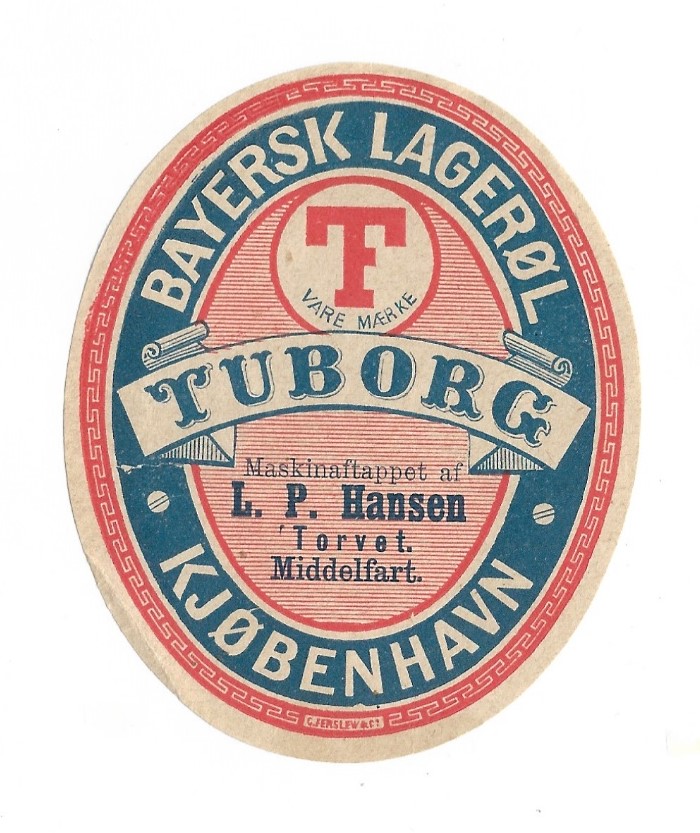 BAYERSK LAGERØL
T
VARE MÆRKE
TUBORG
Maskinaftappet af
L. P. Hansen
Torvet.
Middelfart.
KJØBENHAVN